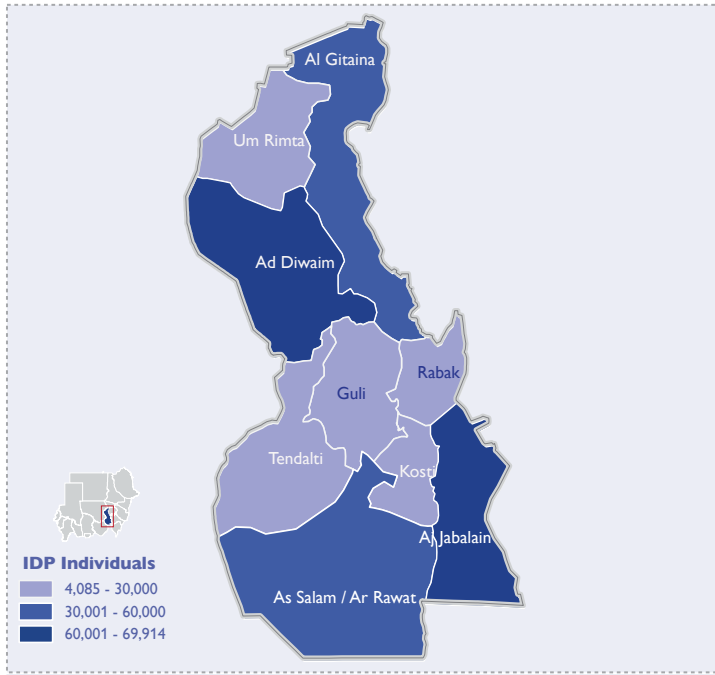 Al Gitaina
Um Rimta
Ad Diwaim
Rabak
Guli
Tendalti
Kosti
Aj Jabalain
As Salam / Ar Rawat
IDP Individuals
4,085 - 30,000
30,001 - 60,000
60,001 - 69,914